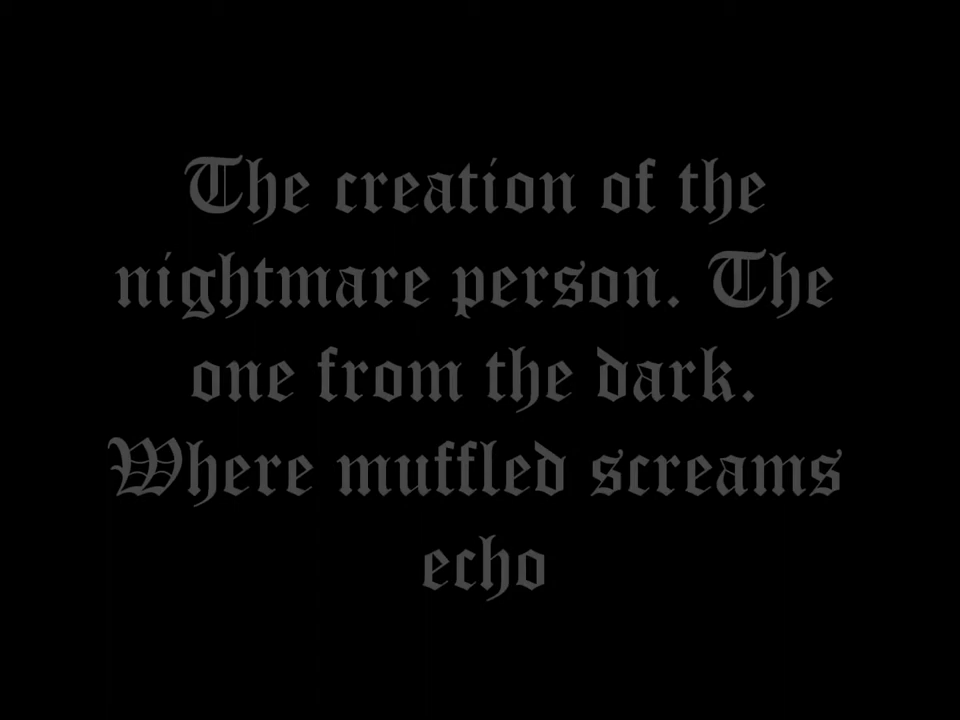 The creation of the
nightmare person. The
one from the dark.
Where muffled screams
echo